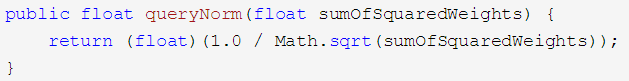 public float queryNorm(float sumOfSquaredWeights) {
    return (float)(1.0 / Math.sqrt(sumOfSquaredWeights));
}